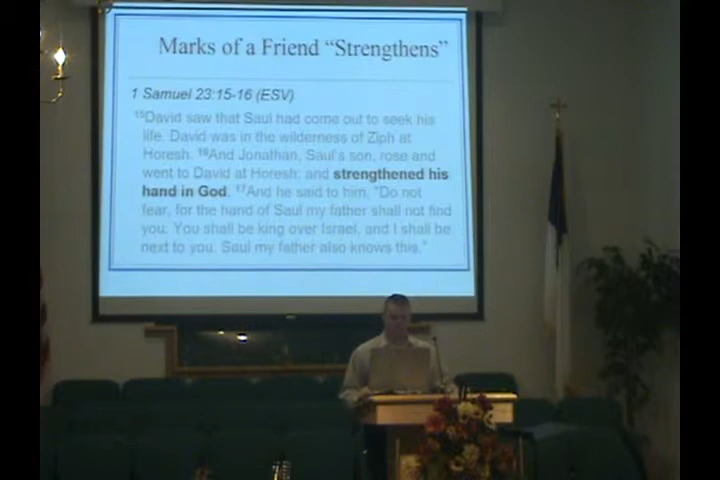 Marks of a Friend “Strengthens”
1 Samuel 23:15-16 (ESV)
15David saw that Saul had come out to seek his
life. David was in the wilderness of Ziph at
Horesh. 16And Jonathan, Saul's son, rose and
went to David at Horesh, and strengthened his
hand in God. 17And he said to him, "Do not
fear, for the hand of Saul my father shall not find
you. You shall be king over Israel, and I shall be
next to you. Saul my father also knows this."